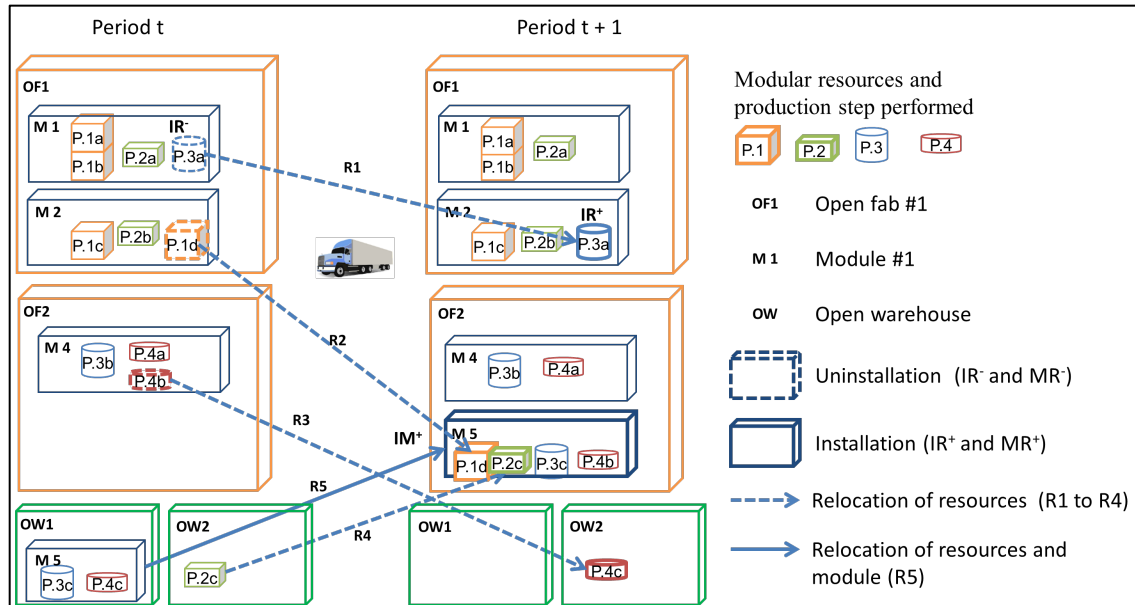 Period t
Period t + 1
OF1
M 1
IR-
P.1a
P.1b
P.2a
P.3a
M 2
P.1c
P.2b
P.1d
OF1
M 1
P.1a
P.1b
P.2a
M 2
IR+
P.1c
P.2b
P.3a
R1
R2
OF2
M 4
P.3b
P.4a
P.4b
R3
OF2
M 4
P.3b
P.4a
IM+
M 5
P.1d
P.2c
P.3c
P.4b
R5
R4
OW1
M 5
P.3c
P.4c
OW2
P.2c
OW1
OW2
P.4c
Modular resources and
production step performed
P.1
P.2
P.3
P.4
OF1 Open fab #1
M 1 Module #1
OW Open warehouse
Uninstallation (IR- and MR-)
Installation (IR+ and MR+)
Relocation of resources (R1 to R4)
Relocation of resources and
module (R5)